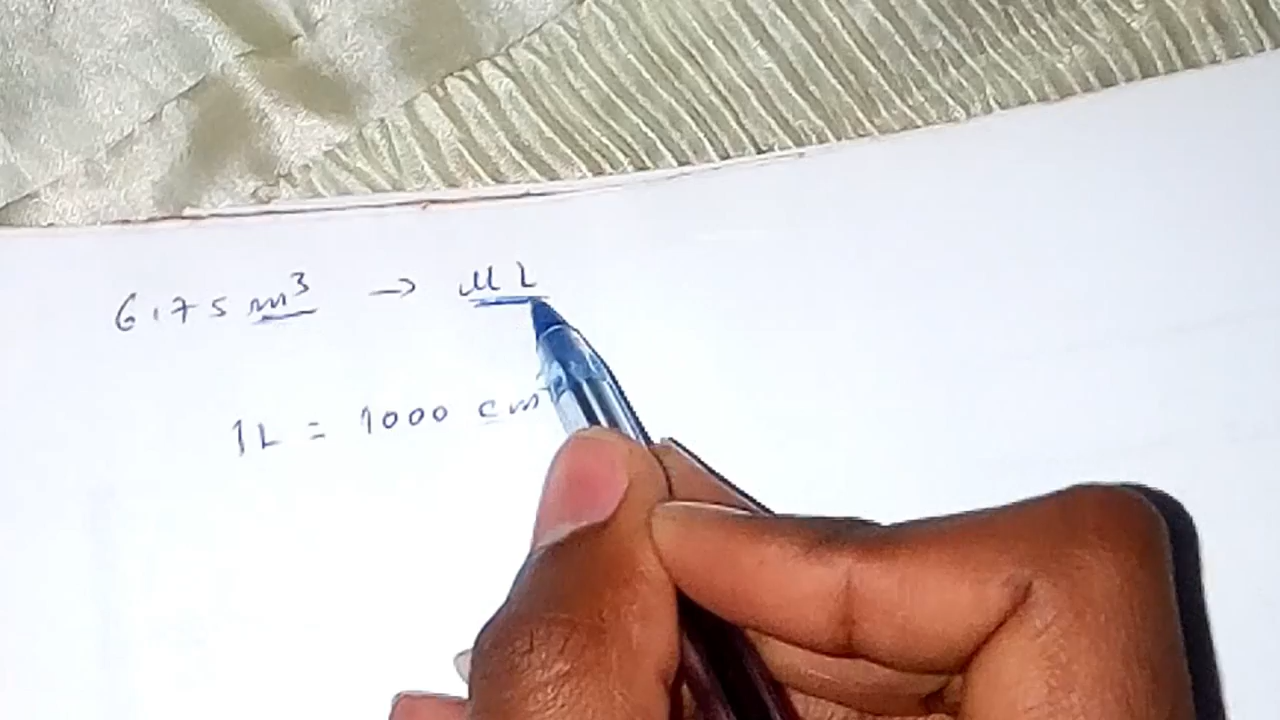 6.75 m³ → ML
1L = 1000 cm